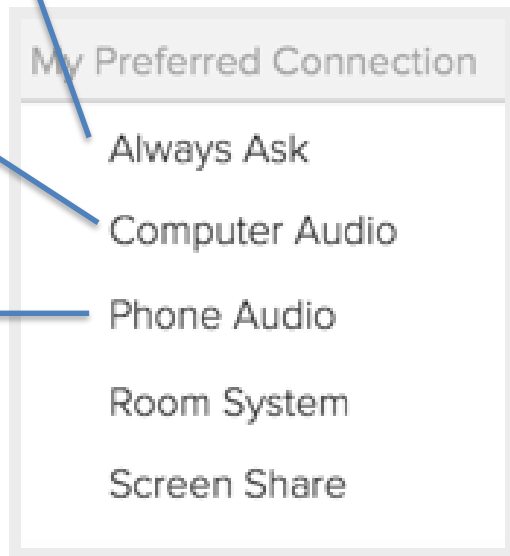 My Preferred Connection
Always Ask
Computer Audio
Phone Audio
Room System
Screen Share